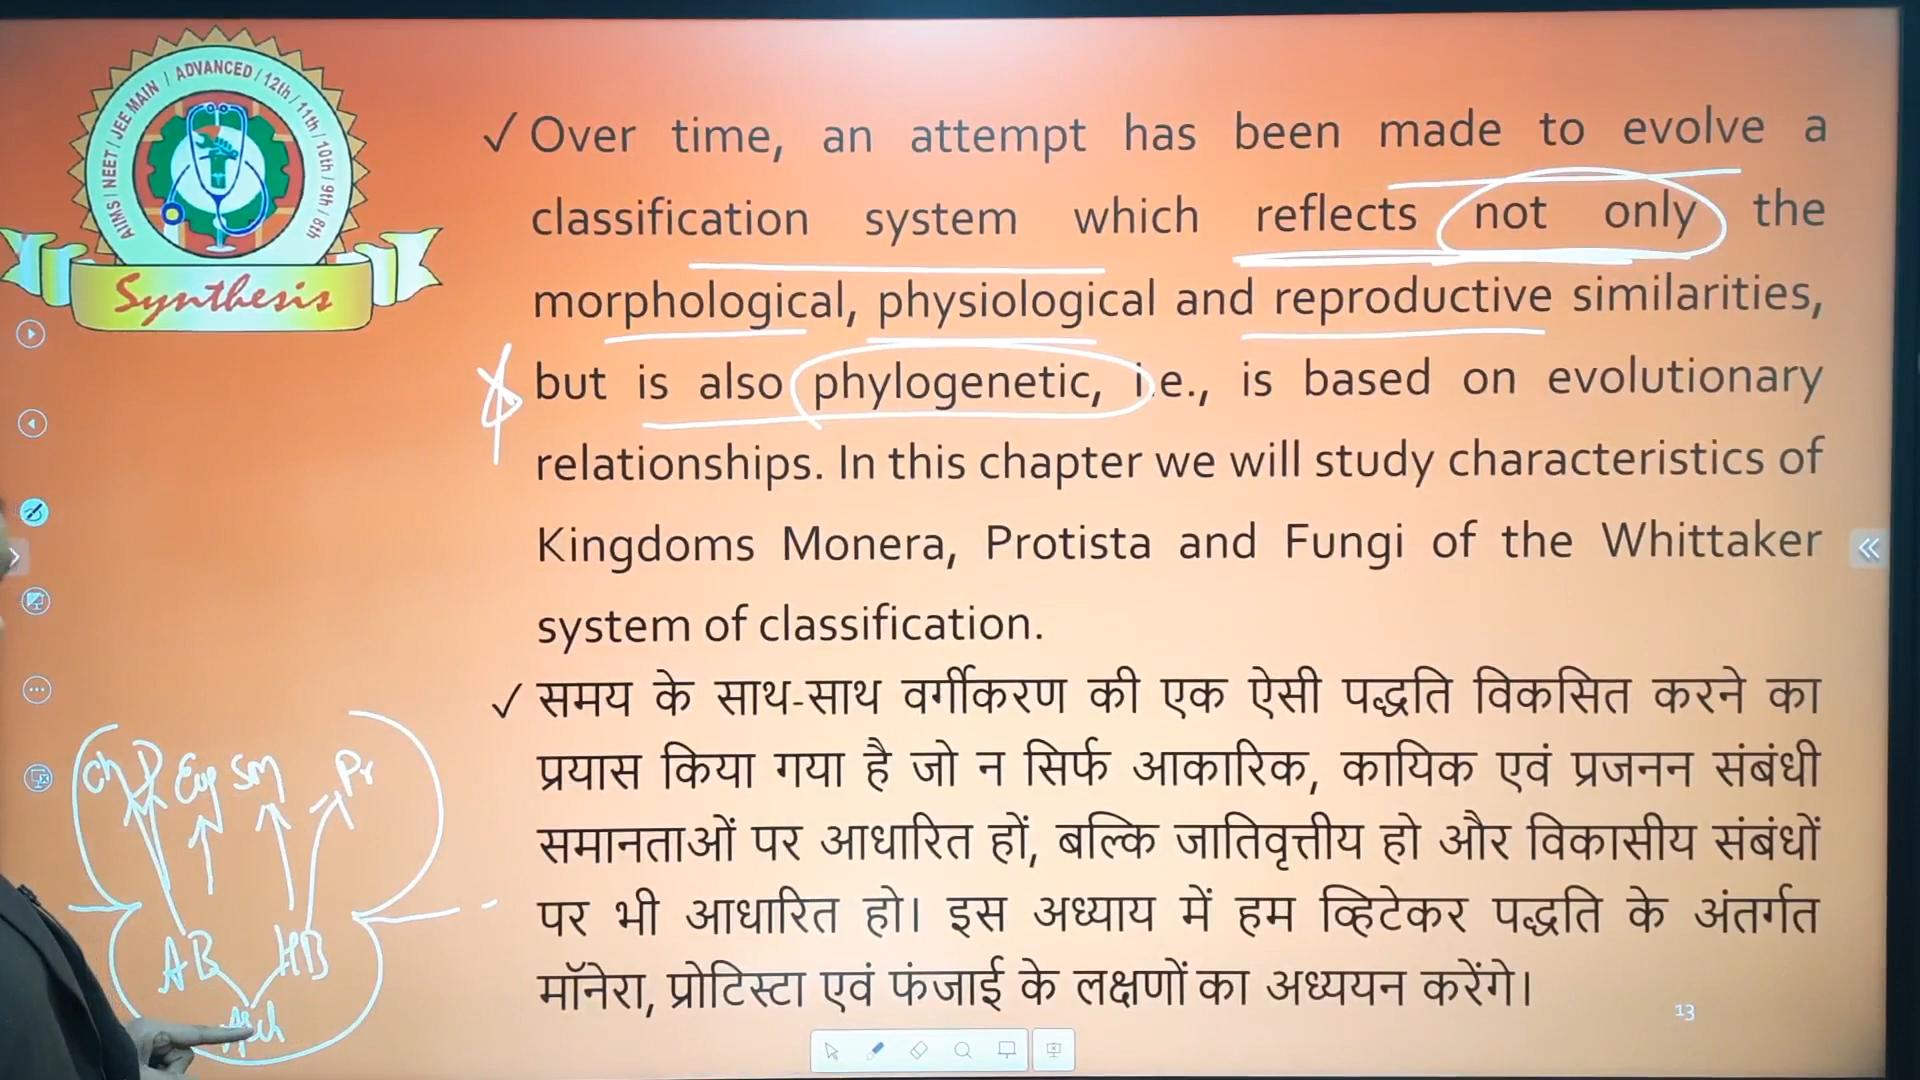 AIIMS / NEET / JEE MAIN / ADVANCED / 12th / 11th / 10th / 9th / 8th
Synthesis
✓ Over time, an attempt has been made to evolve a
classification system which reflects not only the
morphological, physiological and reproductive similarities,
but is also phylogenetic, i.e., is based on evolutionary
relationships. In this chapter we will study characteristics of
Kingdoms Monera, Protista and Fungi of the Whittaker
system of classification.
✓ समय के साथ-साथ वर्गीकरण की एक ऐसी पद्धति विकसित करने का
प्रयास किया गया है जो न सिर्फ आकारिक, कायिक एवं प्रजनन संबंधी
समानताओं पर आधारित हों, बल्कि जातिवृत्तीय हो और विकासीय संबंधों
पर भी आधारित हो। इस अध्याय में हम व्हिटेकर पद्धति के अंतर्गत
मॉनेरा, प्रोटिस्टा एवं फंजाई के लक्षणों का अध्ययन करेंगे।
13
Ch D Eug Sm Pr
AB HB